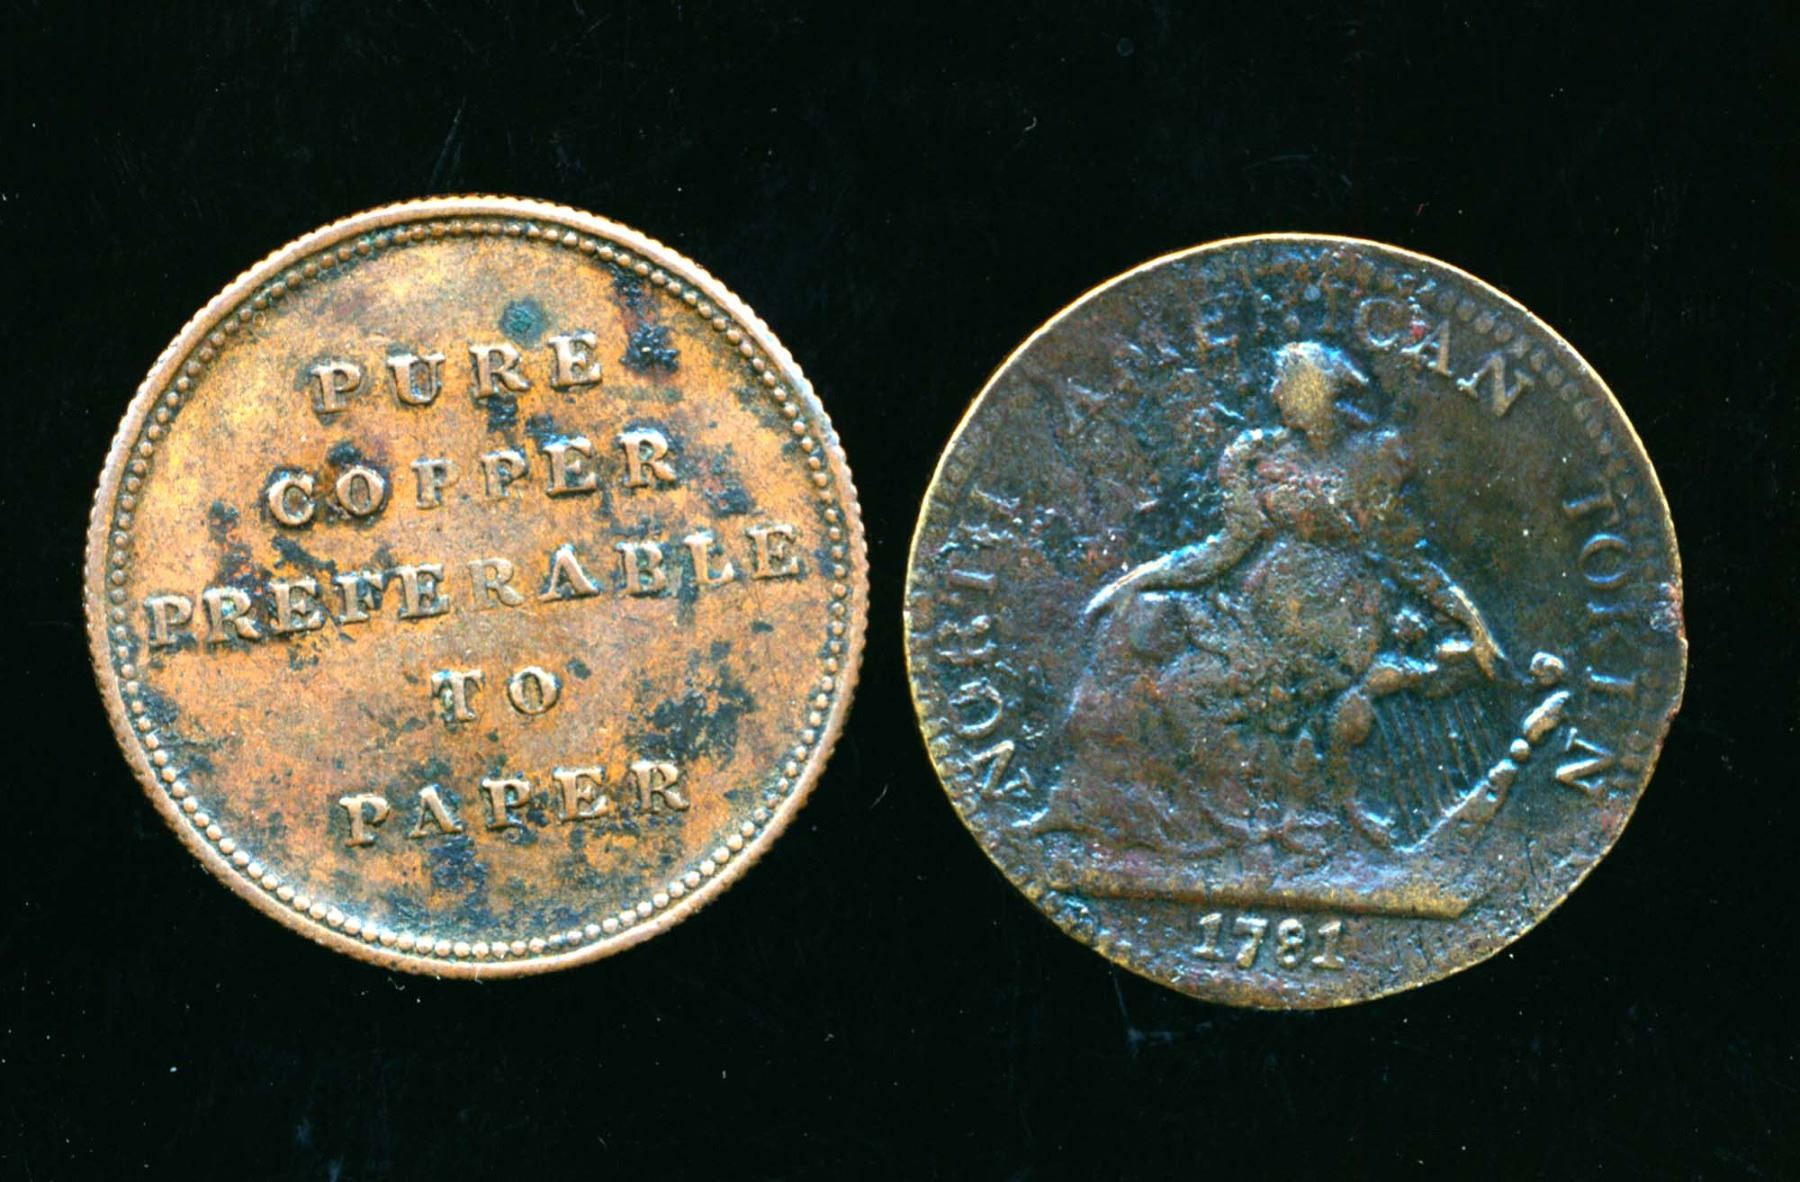 PURE
COPPER
PREFERABLE
TO
PAPER
NORTH AMERICAN TOKEN
1781